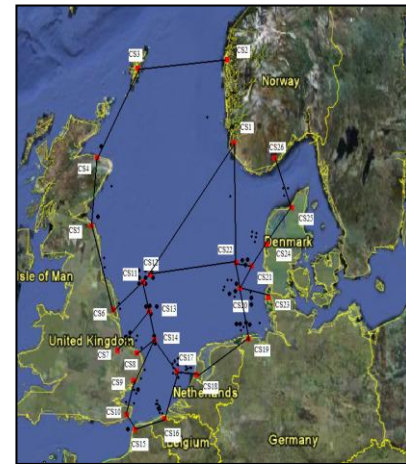 CS3
CS2
Norway
CS1
CS26
CS4
CS25
CS5
Denmark
CS24
CS22
CS12
CS21
Isle of Man
CS11
CS20
CS23
CS6
CS13
United Kingdom
CS14
CS19
CS7
CS8
CS17
CS18
CS9
Netherlands
CS10
CS16
CS15
Belgium
Germany